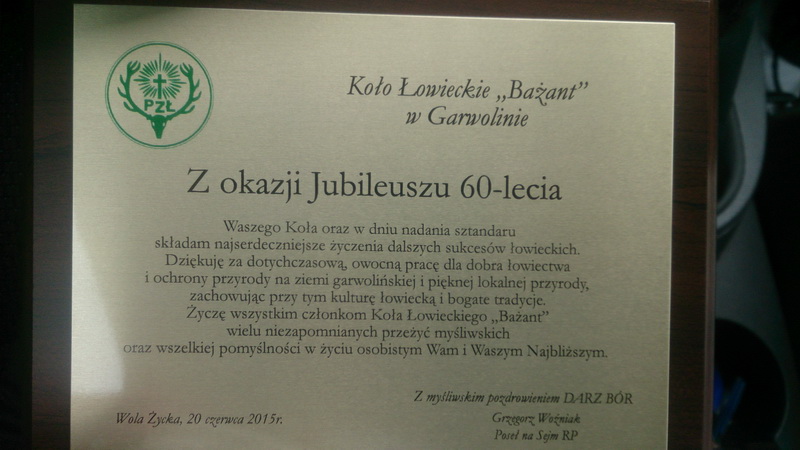 PZŁ
Koło Łowieckie „Bażant”
w Garwolinie
Z okazji Jubileuszu 60-lecia
Waszego Koła oraz w dniu nadania sztandaru
składam najserdeczniejsze życzenia dalszych sukcesów łowieckich.
Dziękuję za dotychczasową, owocną pracę dla dobra łowiectwa
i ochrony przyrody na ziemi garwolińskiej i pięknej lokalnej przyrody,
zachowując przy tym kulturę łowiecką i bogate tradycje.
Życzę wszystkim członkom Koła Łowieckiego „Bażant”
wielu niezapomnianych przeżyć myśliwskich
oraz wszelkiej pomyślności w życiu osobistym Wam i Waszym Najbliższym.
Z myśliwskim pozdrowieniem DARZ BÓR
Wola Życka, 20 czerwca 2015r.
Grzegorz Woźniak
Poseł na Sejm RP